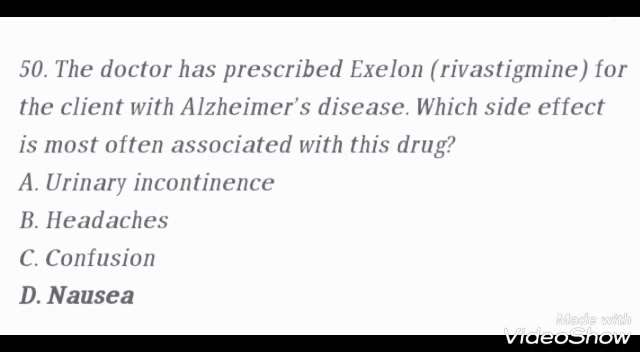 50. The doctor has prescribed Exelon (rivastigmine) for
the client with Alzheimer's disease. Which side effect
is most often associated with this drug?
A. Urinary incontinence
B. Headaches
C. Confusion
D. Nausea
Made with
VideoShow